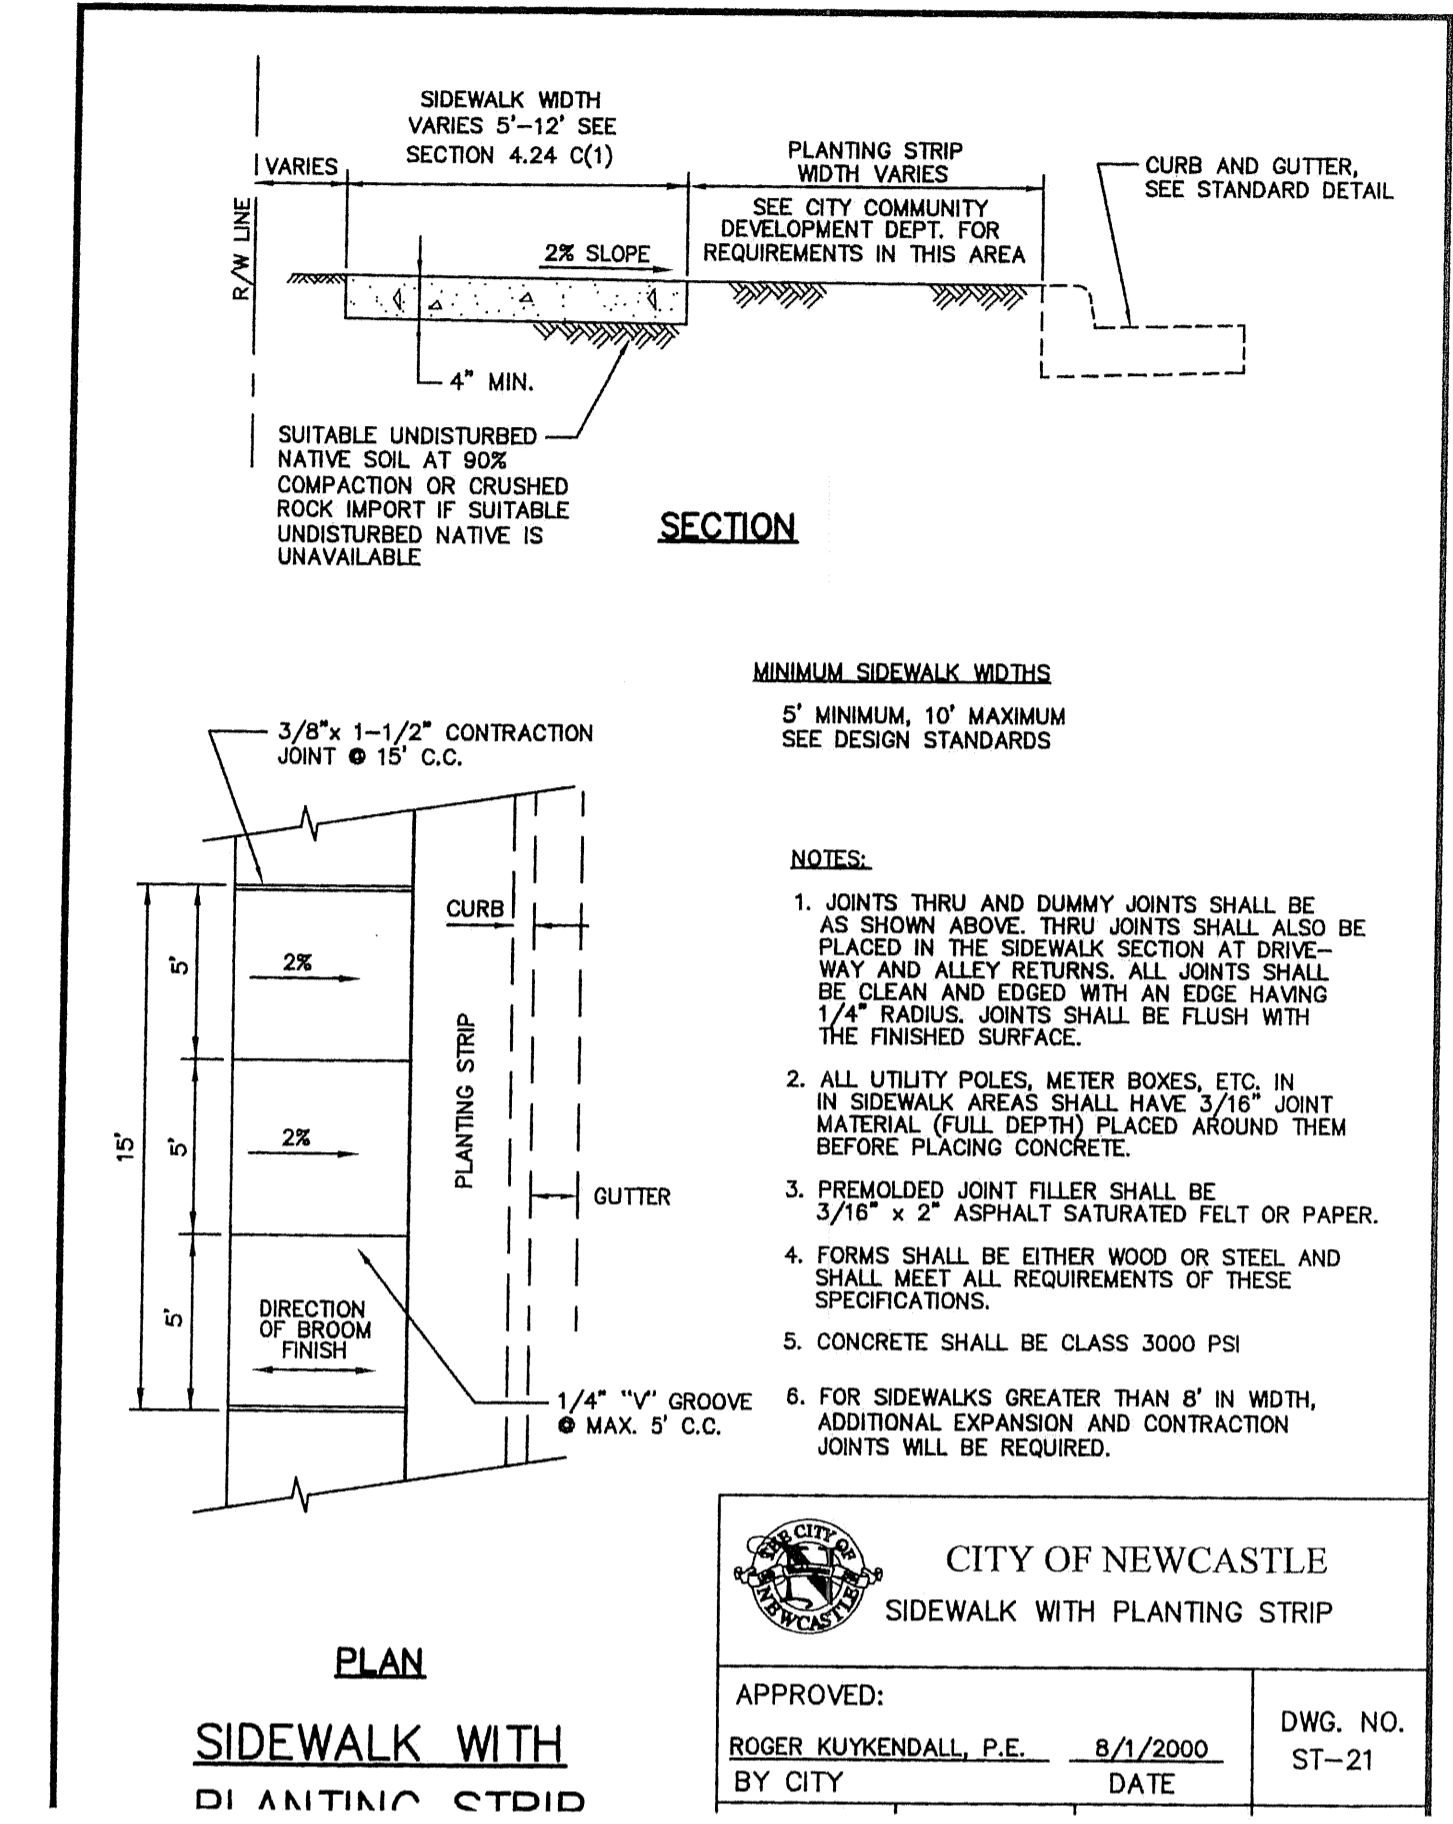 SIDEWALK WIDTH
VARIES 5'-12' SEE
SECTION 4.24 C(1)
VARIES
PLANTING STRIP
WIDTH VARIES
SEE CITY COMMUNITY
DEVELOPMENT DEPT. FOR
REQUIREMENTS IN THIS AREA
CURB AND GUTTER,
SEE STANDARD DETAIL
R/W LINE
2% SLOPE
4" MIN.
SUITABLE UNDISTURBED
NATIVE SOIL AT 90%
COMPACTION OR CRUSHED
ROCK IMPORT IF SUITABLE
UNDISTURBED NATIVE IS
UNAVAILABLE
SECTION
MINIMUM SIDEWALK WIDTHS
5' MINIMUM, 10' MAXIMUM
SEE DESIGN STANDARDS
3/8"x 1-1/2" CONTRACTION
JOINT @ 15' C.C.
CURB
2%
5'
15'
5'
2%
PLANTING STRIP
GUTTER
5'
DIRECTION
OF BROOM
FINISH
1/4" "V" GROOVE
@ MAX. 5' C.C.
NOTES:
1. JOINTS THRU AND DUMMY JOINTS SHALL BE
AS SHOWN ABOVE. THRU JOINTS SHALL ALSO BE
PLACED IN THE SIDEWALK SECTION AT DRIVE-
WAY AND ALLEY RETURNS. ALL JOINTS SHALL
BE CLEAN AND EDGED WITH AN EDGE HAVING
1/4" RADIUS. JOINTS SHALL BE FLUSH WITH
THE FINISHED SURFACE.
2. ALL UTILITY POLES, METER BOXES, ETC. IN
IN SIDEWALK AREAS SHALL HAVE 3/16" JOINT
MATERIAL (FULL DEPTH) PLACED AROUND THEM
BEFORE PLACING CONCRETE.
3. PREMOLDED JOINT FILLER SHALL BE
3/16" x 2" ASPHALT SATURATED FELT OR PAPER.
4. FORMS SHALL BE EITHER WOOD OR STEEL AND
SHALL MEET ALL REQUIREMENTS OF THESE
SPECIFICATIONS.
5. CONCRETE SHALL BE CLASS 3000 PSI
6. FOR SIDEWALKS GREATER THAN 8' IN WIDTH,
ADDITIONAL EXPANSION AND CONTRACTION
JOINTS WILL BE REQUIRED.
PLAN
SIDEWALK WITH
PLANTING STRIP
THE CITY OF
NEWCASTLE
CITY OF NEWCASTLE
SIDEWALK WITH PLANTING STRIP
APPROVED:
ROGER KUYKENDALL, P.E. 8/1/2000
BY CITY DATE
DWG. NO.
ST-21